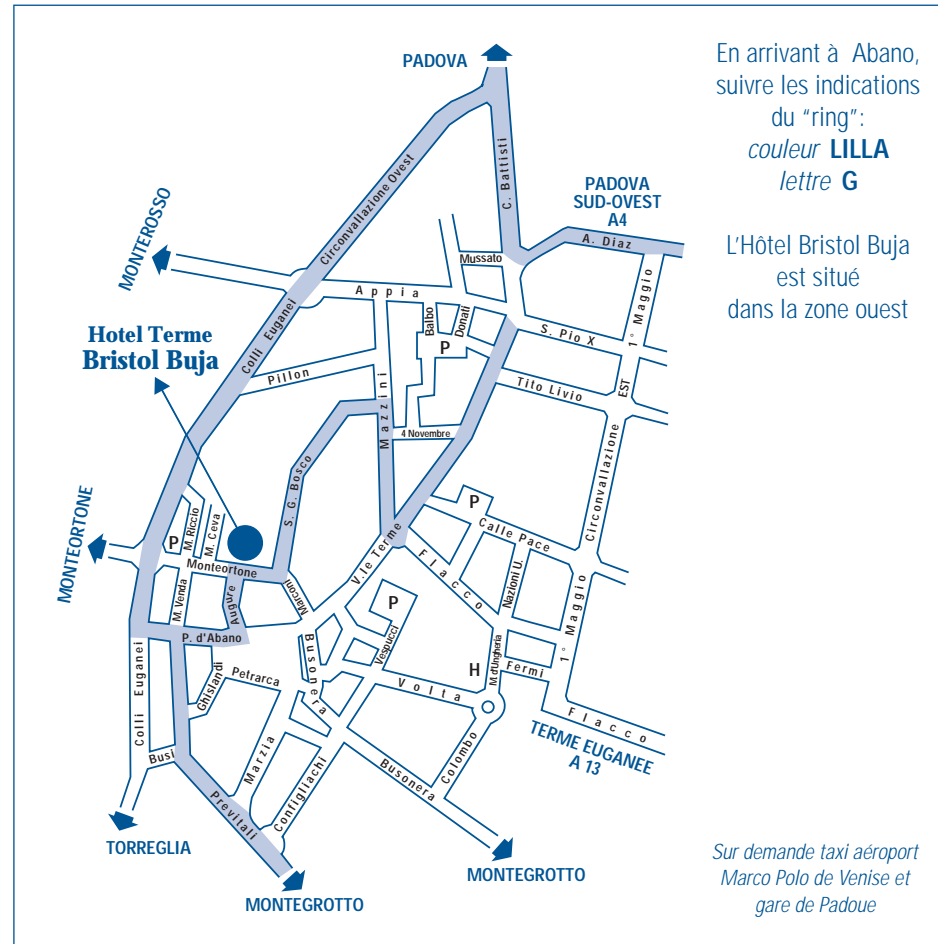 PADOVA
En arrivant à Abano,
suivre les indications
du “ring”:
couleur LILLA
lettre G
L'Hôtel Bristol Buja
est situé
dans la zone ouest
PADOVA
SUD-OVEST
A4
A. Diaz
C. Battisti
Circonvallazione Ovest
Colli Euganei
MONTEROSSO
Mussato
Appia
Balbo
Donati
P
S. Pio X
1° Maggio
EST
Circonvallazione
Hotel Terme
Bristol Buja
Pillon
Mazzini
Tito Livio
4 Novembre
S. G. Bosco
MONTEORTONE
P
M. Riccio
M. Ceva
Monteortone
M. Venda
Augure
Marconi
V.le Terme
P
Calle Pace
Flacco
Nazioni U.
1° Maggio
P
Vespucci
P. d'Abano
Colli Euganei
Ghislandi
Petrarca
Busonera
H
M. d'Ungheria
Fermi
Volta
Flacco
TERME EUGANEE
A 13
Busi
Marzia
Configliachi
Busonera
Colombo
Previtali
TORREGLIA
MONTEGROTTO
MONTEGROTTO
Sur demande taxi aéroport
Marco Polo de Venise et
gare de Padoue